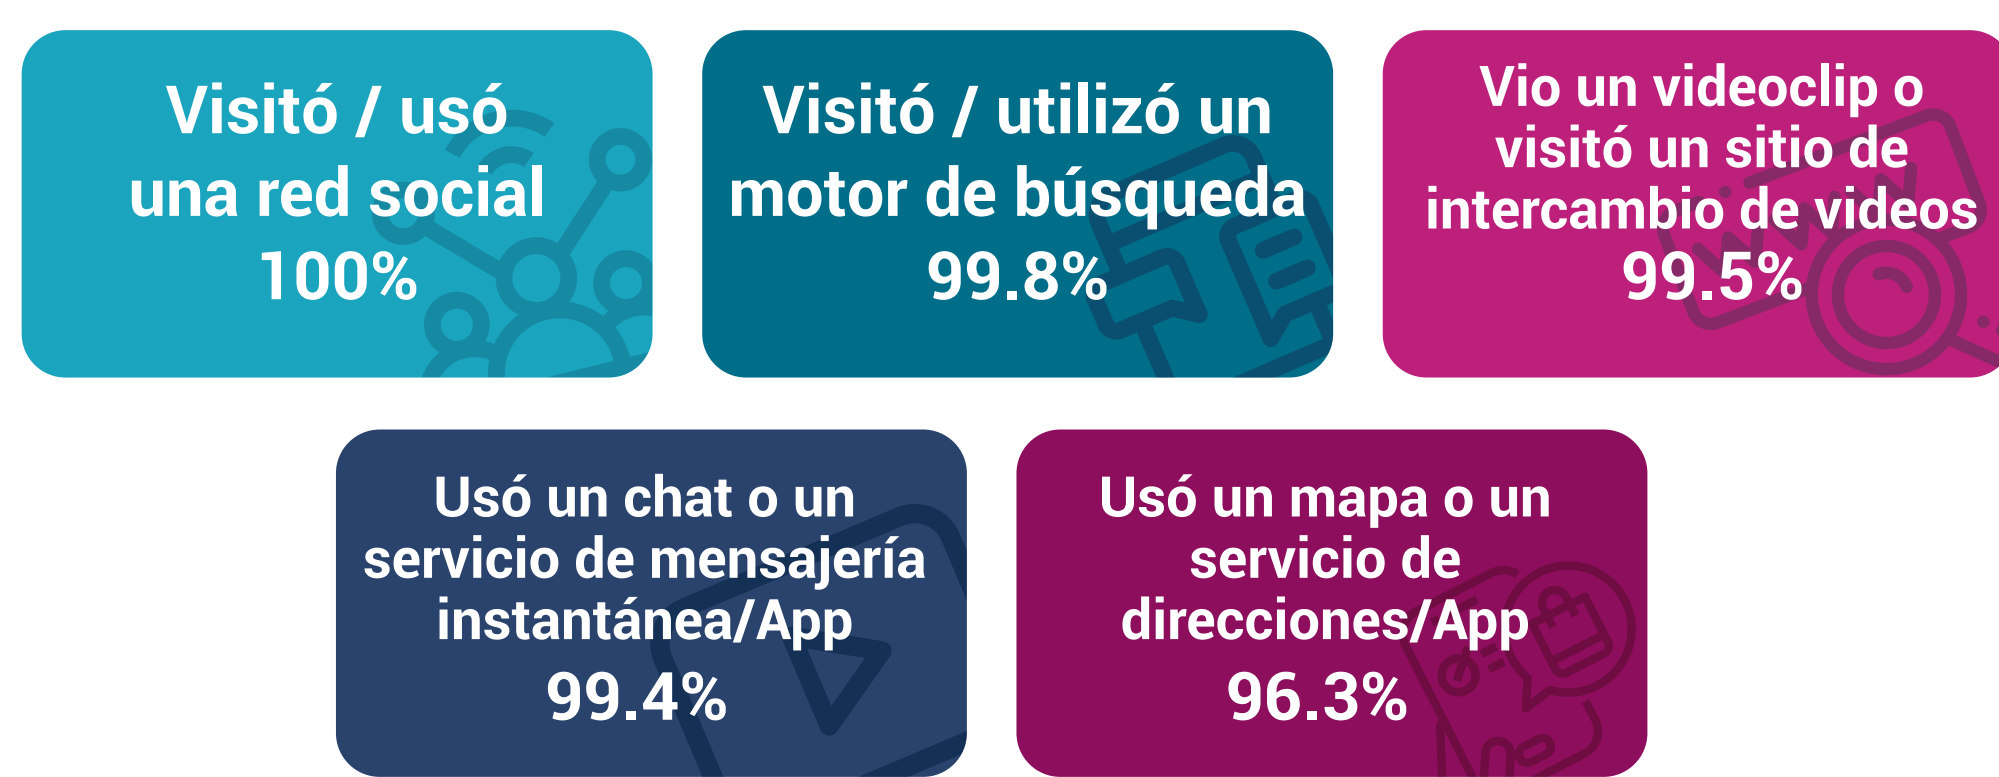 Visitó / usó
una red social
100%
Visitó / utilizó un
motor de búsqueda
99.8%
Vio un videoclip o
visitó un sitio de
intercambio de videos
99.5%
Usó un chat o un
servicio de mensajería
instantánea/App
99.4%
Usó un mapa o un
servicio de
direcciones/App
96.3%
www